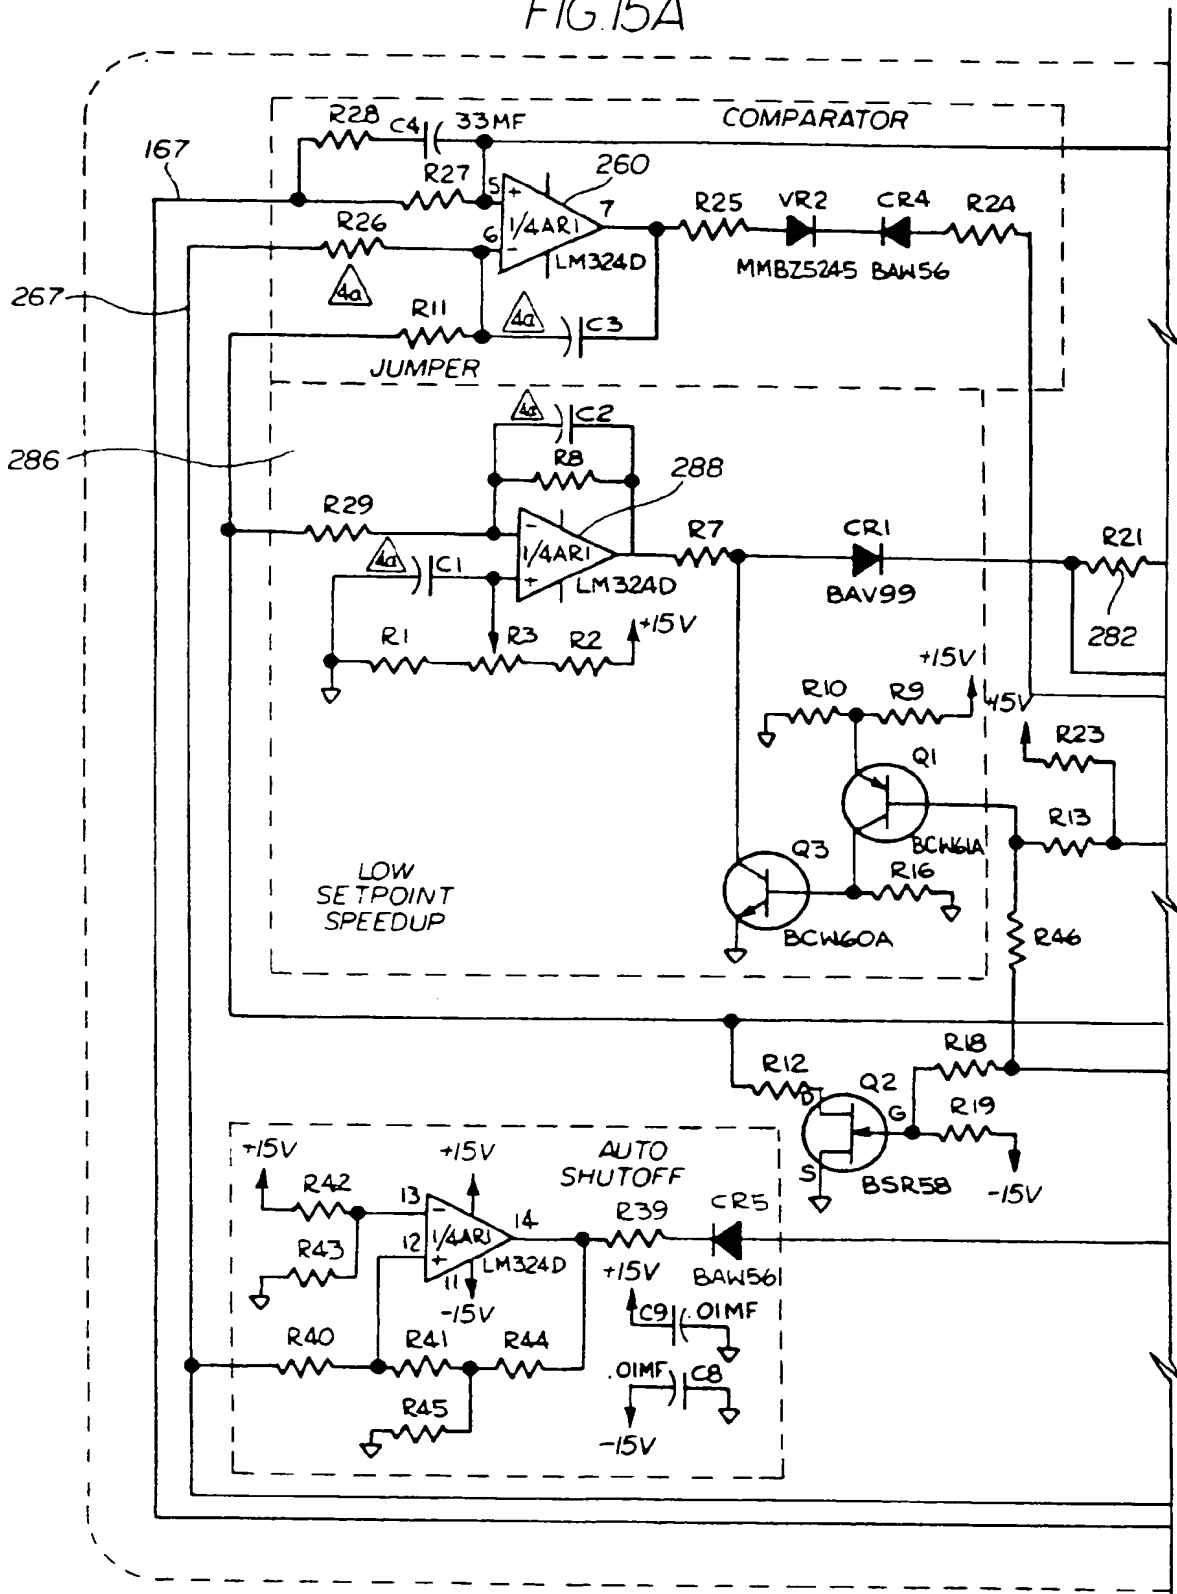 FIG.15A
R28 C4 33MF COMPARATOR
167 R27 5 + 260
R26 6 - 1/4AR1 7 R25 VR2 CR4 R24
4a LM324D MMBZ5245 BAW56
267 R11 4a C3
JUMPER
4a C2
286 R8 288
R29 - 1/4AR1 R7 CR1 R21
4a C1 + LM324D BAV99 282
R1 R3 R2 +15V
+15V
R10 R9 +15V
R23
Q1
R13
Q3 BCW61A
LOW SETPOINT SPEEDUP
R16
BCW60A R46
R18
R12 D Q2 G R19
S BSR58 -15V
AUTO SHUTOFF
+15V +15V
R42 13 - 14 R39 CR5
R43 12 + 1/4AR1 LM324D BAW56
11 -15V +15V
C9 .01MF
R40 R41 R44
.01MF C8
R45 -15V